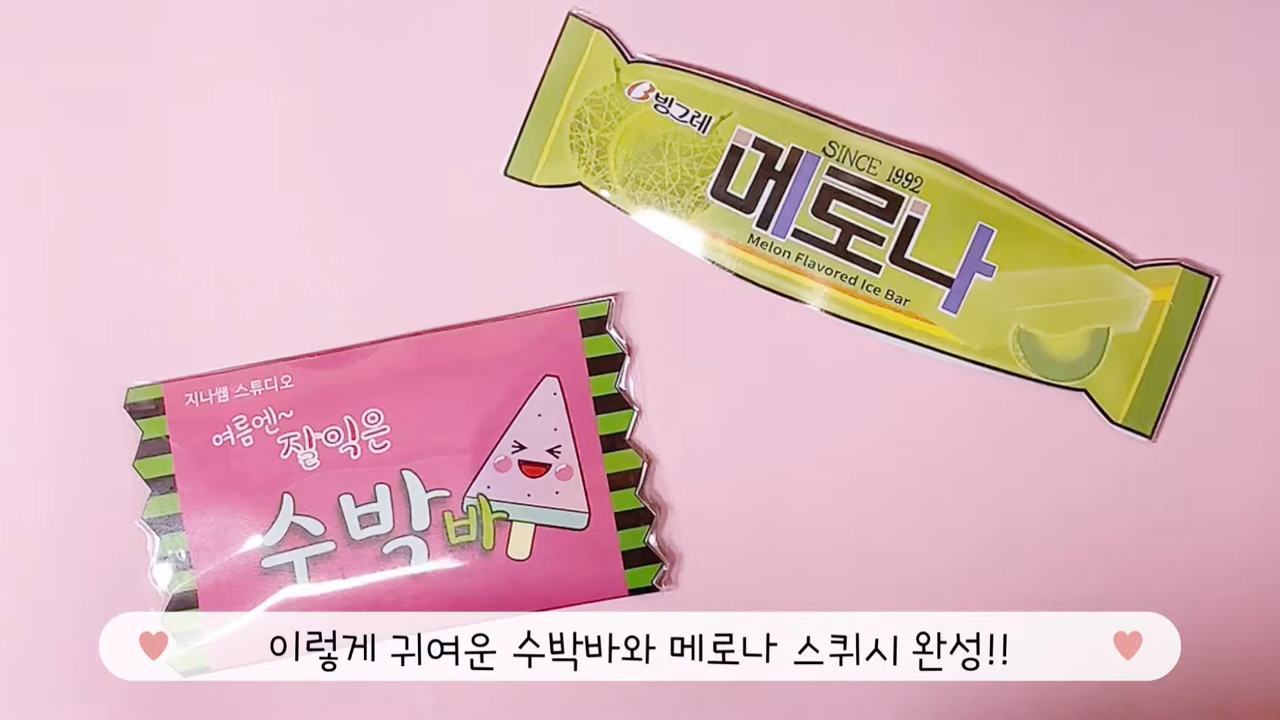 빙그레
SINCE 1992
메로나
Melon Flavored Ice Bar
지나쌤 스튜디오
여름엔~
잘익은
수박바
이렇게 귀여운 수박바와 메로나 스퀴시 완성!!